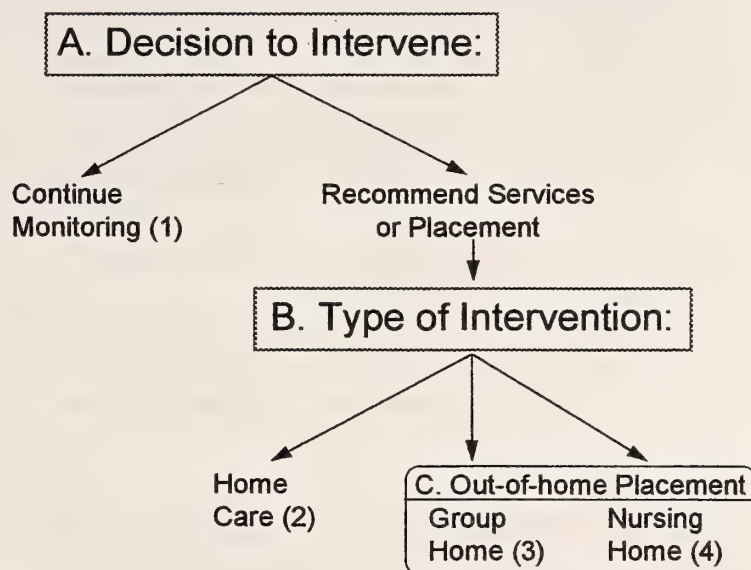 A. Decision to Intervene:
Continue
Monitoring (1)
Recommend Services
or Placement
B. Type of Intervention:
Home
Care (2)
C. Out-of-home Placement
Group
Home (3)
Nursing
Home (4)